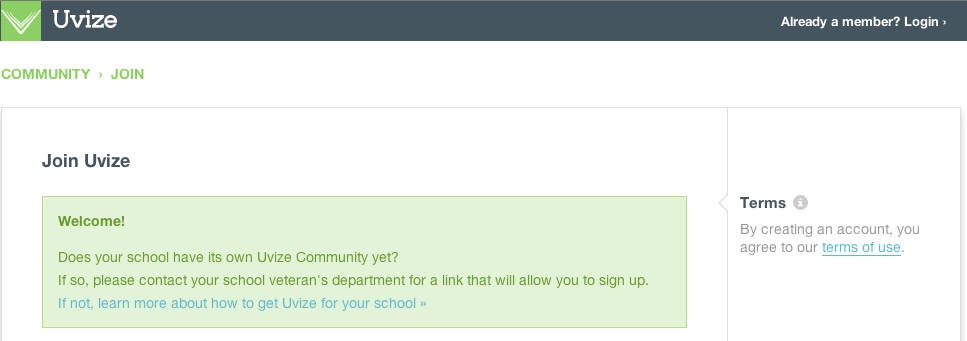 Uvize
Already a member? Login ›
COMMUNITY › JOIN
Join Uvize
Welcome!
Does your school have its own Uvize Community yet?
If so, please contact your school veteran's department for a link that will allow you to sign up.
If not, learn more about how to get Uvize for your school »
Terms
By creating an account, you
agree to our terms of use.